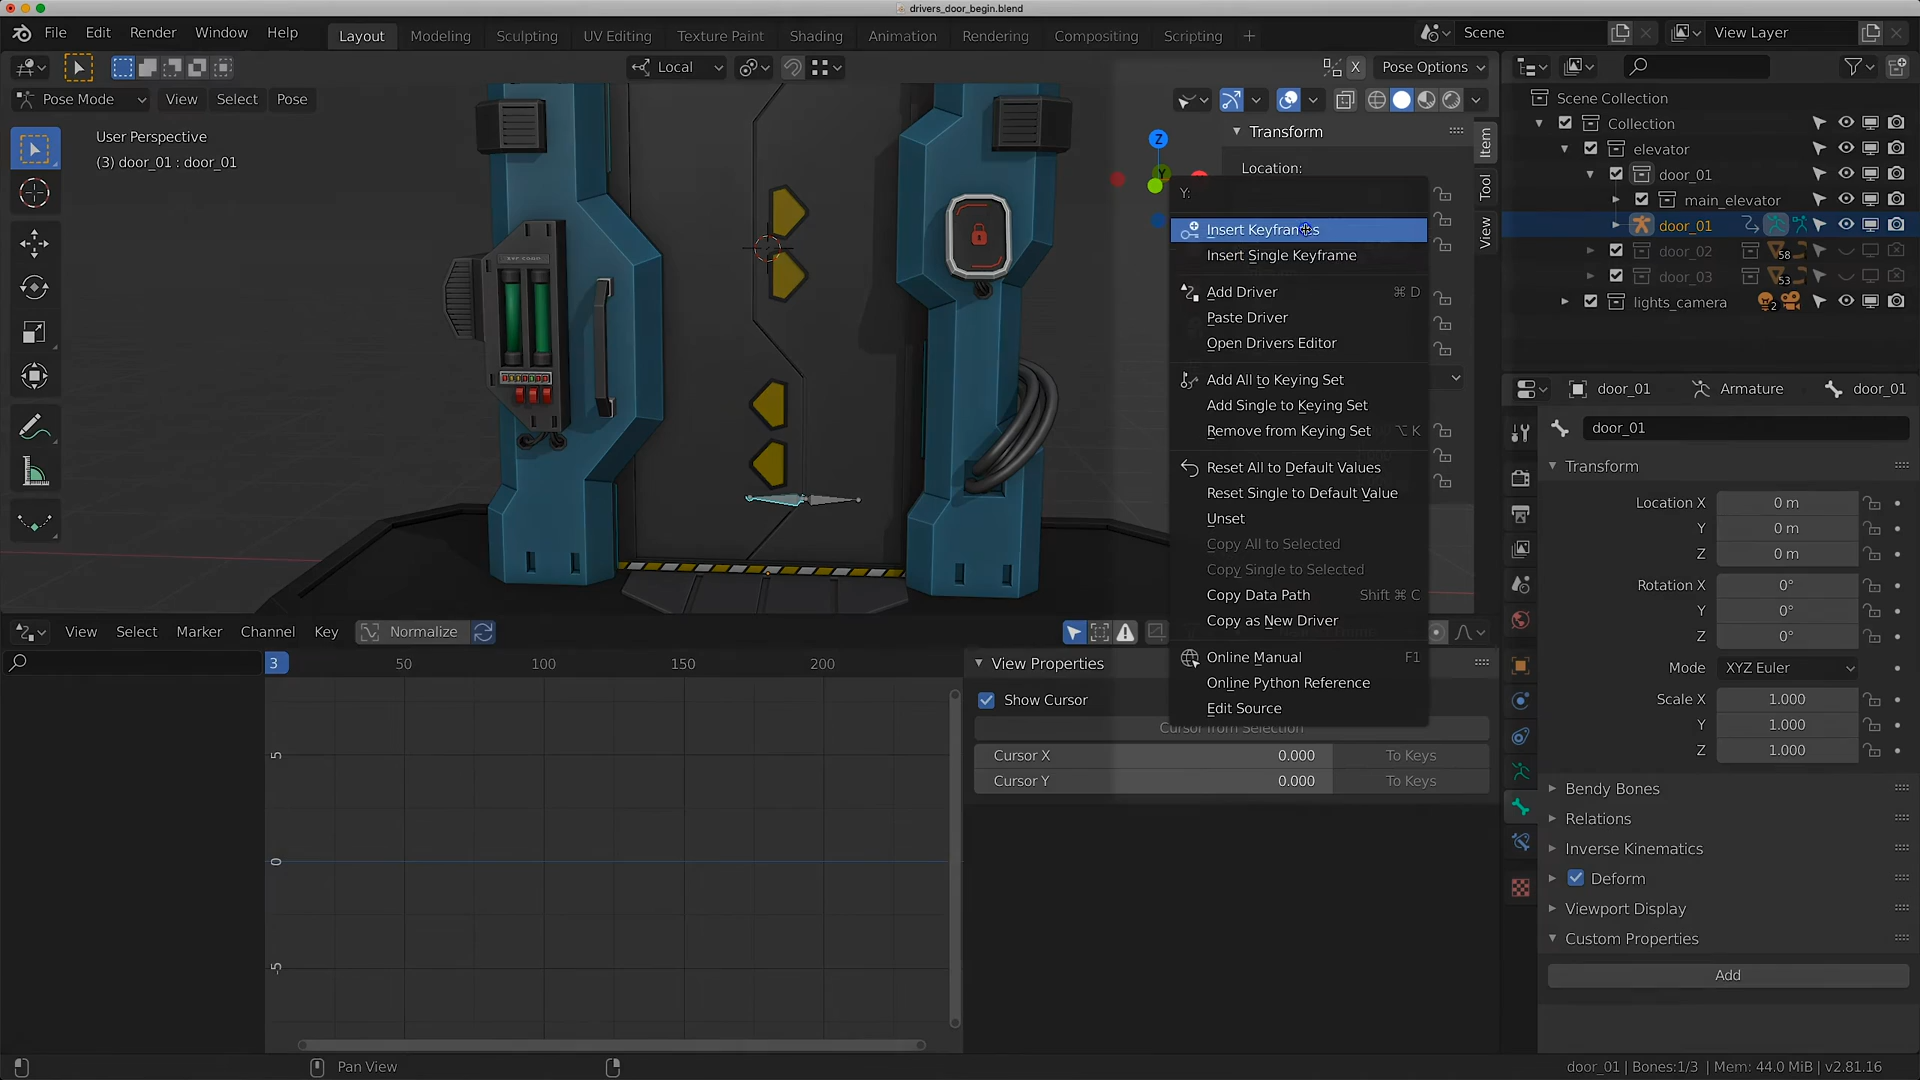 drivers_door_begin.blend
File Edit Render Window Help Layout Modeling Sculpting UV Editing Texture Paint Shading Animation Rendering Compositing Scripting + Scene View Layer
Local X Pose Options
Pose Mode View Select Pose
User Perspective
(3) door_01 : door_01
Z
Y
Transform
Location:
Item
Tool
View
Y:
Insert Keyframes
Insert Single Keyframe
Add Driver ⌘ D
Paste Driver
Open Drivers Editor
Add All to Keying Set
Add Single to Keying Set
Remove from Keying Set ⌥ K
Reset All to Default Values
Reset Single to Default Value
Unset
Copy All to Selected
Copy Single to Selected
Copy Data Path Shift ⌘ C
Copy as New Driver
Online Manual F1
Online Python Reference
Edit Source
Scene Collection
Collection
elevator
door_01
main_elevator
door_01
door_02 58
door_03 53
lights_camera 2
door_01 Armature door_01
door_01
Transform
Location X 0 m
Y 0 m
Z 0 m
Rotation X 0°
Y 0°
Z 0°
Mode XYZ Euler
Scale X 1.000
Y 1.000
Z 1.000
Bendy Bones
Relations
Inverse Kinematics
Deform
Viewport Display
Custom Properties
Add
View Select Marker Channel Key Normalize
3 50 100 150 200
5
0
-5
View Properties
Show Cursor
Cursor from Selection
Cursor X 0.000 To Keys
Cursor Y 0.000 To Keys
Pan View
door_01 | Bones:1/3 | Mem: 44.0 MiB | v2.81.16